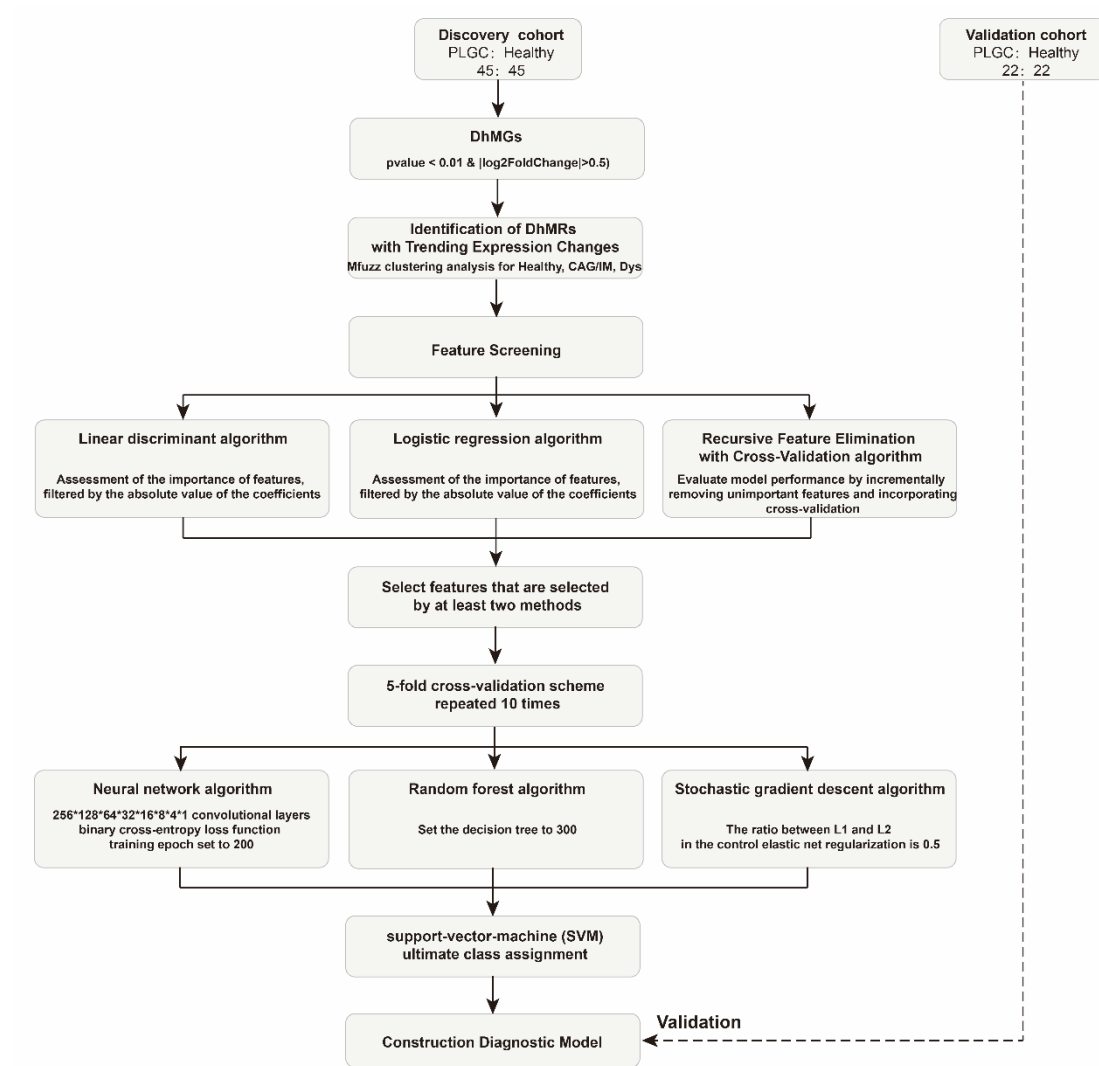 Discovery cohort
PLGC: Healthy
45: 45
Validation cohort
PLGC: Healthy
22: 22
DhMGs
pvalue < 0.01 & |log2FoldChange|>0.5)
Identification of DhMRs
with Trending Expression Changes
Mfuzz clustering analysis for Healthy, CAG/IM, Dys
Feature Screening
Linear discriminant algorithm
Assessment of the importance of features,
filtered by the absolute value of the coefficients
Logistic regression algorithm
Assessment of the importance of features,
filtered by the absolute value of the coefficients
Recursive Feature Elimination
with Cross-Validation algorithm
Evaluate model performance by incrementally
removing unimportant features and incorporating
cross-validation
Select features that are selected
by at least two methods
5-fold cross-validation scheme
repeated 10 times
Neural network algorithm
256*128*64*32*16*8*4*1 convolutional layers
binary cross-entropy loss function
training epoch set to 200
Random forest algorithm
Set the decision tree to 300
Stochastic gradient descent algorithm
The ratio between L1 and L2
in the control elastic net regularization is 0.5
support-vector-machine (SVM)
ultimate class assignment
Construction Diagnostic Model
Validation